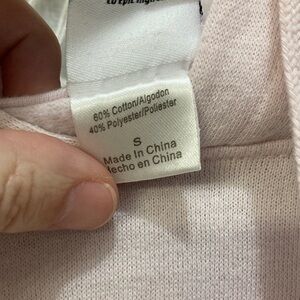 60% Cotton/Algodon
40% Polyester/Poliester
S
Made in China
Hecho en China